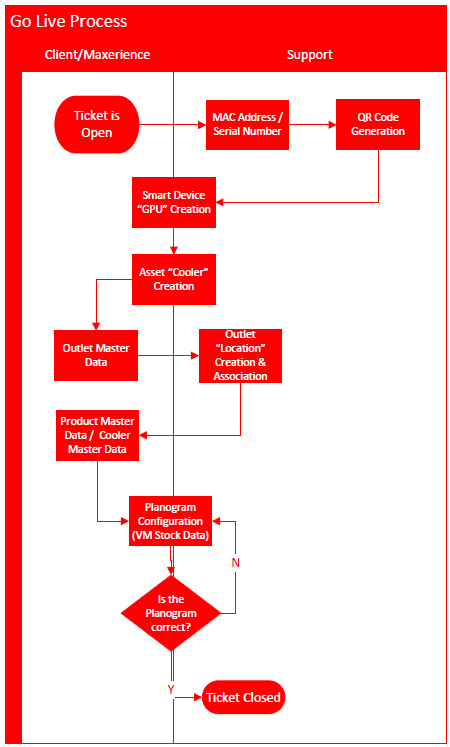 Go Live Process
Client/Maxerience
Support
Ticket is
Open
MAC Address /
Serial Number
QR Code
Generation
Smart Device
“GPU” Creation
Asset “Cooler”
Creation
Outlet Master
Data
Outlet
“Location”
Creation &
Association
Product Master
Data / Cooler
Master Data
Planogram
Configuration
(VM Stock Data)
N
Is the
Planogram
correct?
Y
Ticket Closed